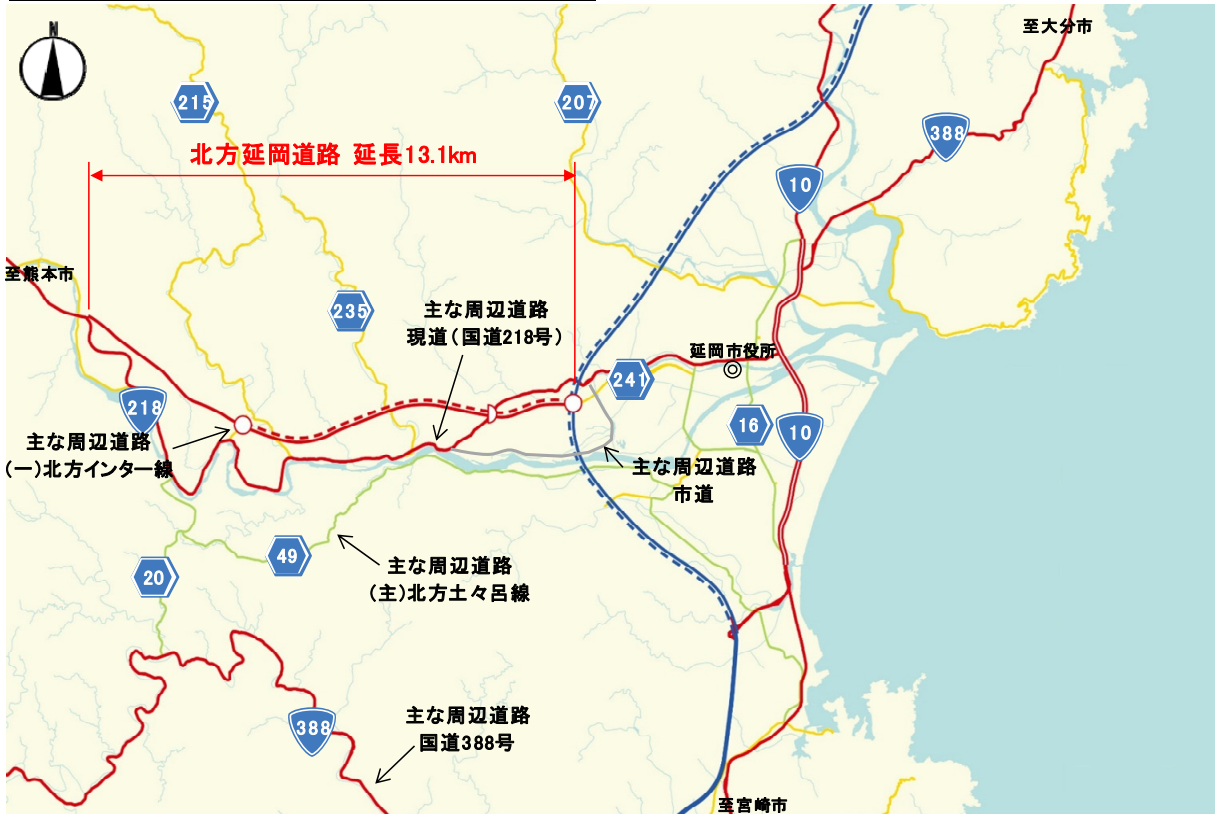 N
至大分市
215
207
388
北方延岡道路 延長13.1km
10
至熊本市
235
主な周辺道路
現道(国道218号)
延岡市役所
241
218
16
10
主な周辺道路
(一)北方インター線
主な周辺道路
市道
49
20
主な周辺道路
(主)北方土々呂線
388
主な周辺道路
国道388号
至宮崎市